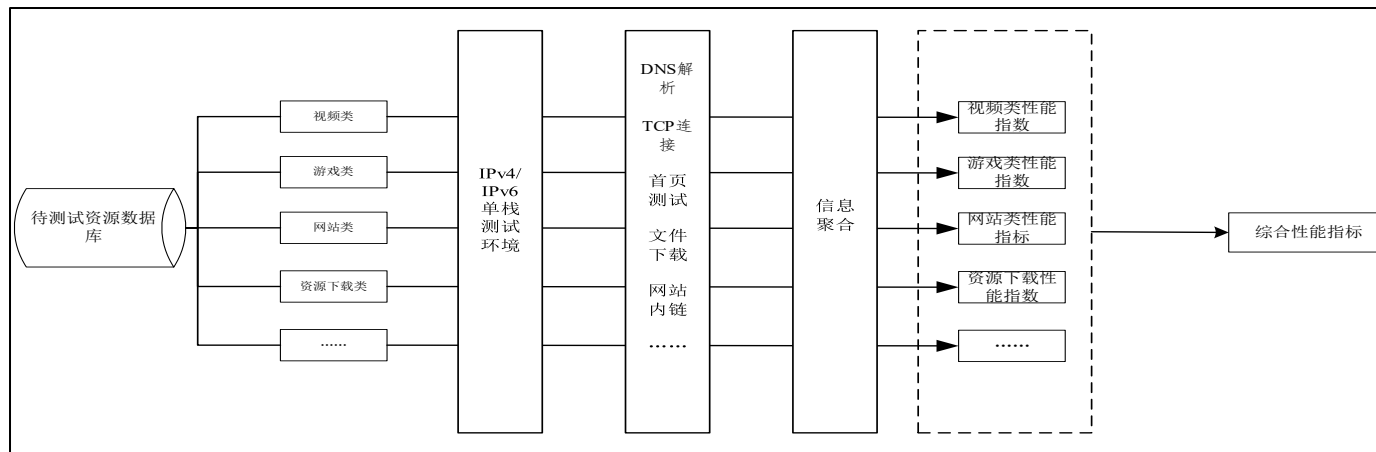 待测试资源数据
库
视频类
游戏类
网站类
资源下载类
……
IPv4/
IPv6
单栈
测试
环境
DNS解
析
TCP连
接
首页
测试
文件
下载
网站
内链
……
信息
聚合
视频类性能
指数
游戏类性能
指数
网站类性能
指标
资源下载性
能指数
……
综合性能指标